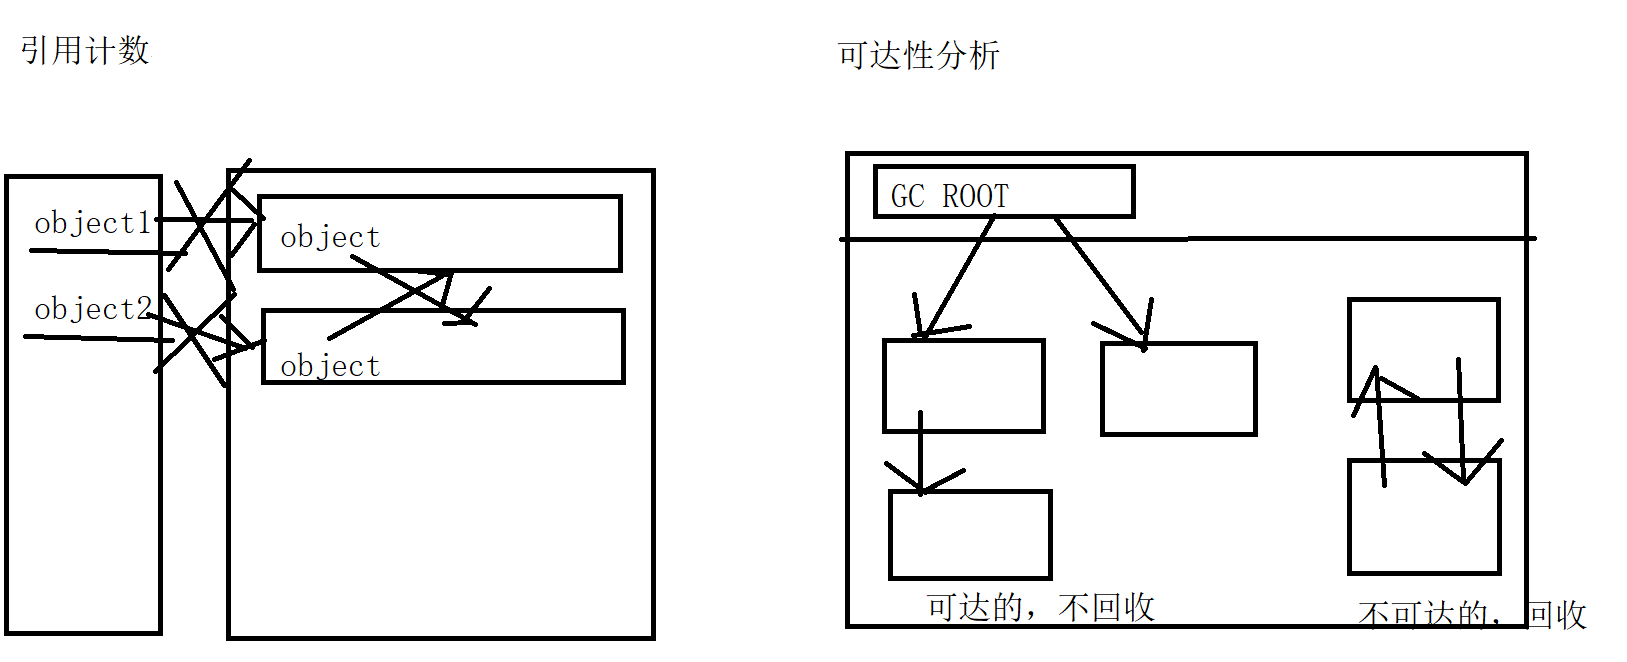 引用计数
object1
object2
object
object
可达性分析
GC ROOT
可达的，不回收
不可达的，回收